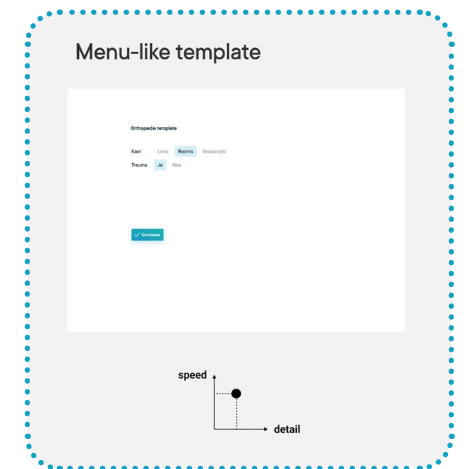 Menu-like template
Orthopedie template
Kant Links Rechts Beiderzijds
Trauma Ja Nee
Continue
speed
detail